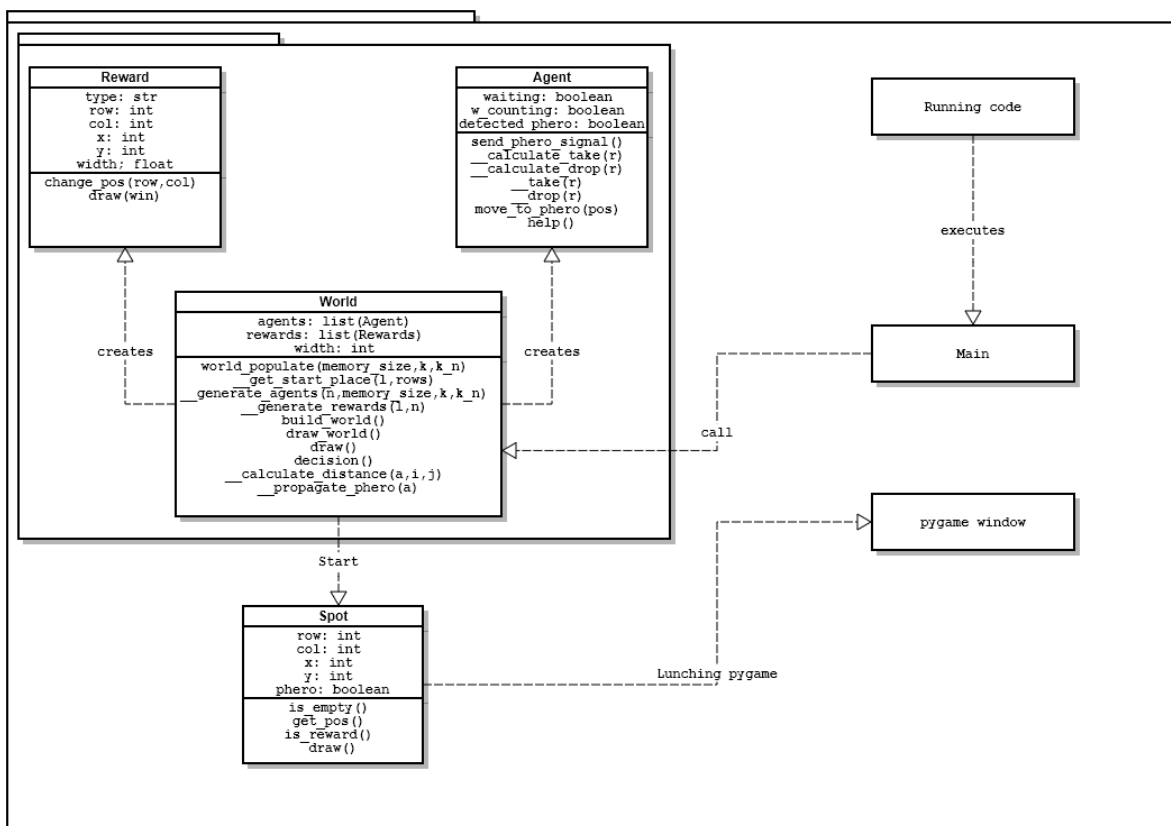 Reward
type: str
row: int
col: int
x: int
y: int
width; float
change_pos(row,col)
draw(win)
Agent
waiting: boolean
w_counting: boolean
detected phero: boolean
send_phero_signal()
__calculate_take(r)
__calculate_drop(r)
__take(r)
__drop(r)
move_to_phero(pos)
help()
Running code
executes
Main
creates
creates
World
agents: list(Agent)
rewards: list(Rewards)
width: int
world_populate(memory_size,k,k_n)
__get_start_place(l,rows)
__generate_agents(n,memory_size,k,k_n)
__generate_rewards(l,n)
build_world()
draw_world()
draw()
decision()
__calculate_distance(a,i,j)
__propagate_phero(a)
call
pygame window
Start
Spot
row: int
col: int
x: int
y: int
phero: boolean
is_empty()
get_pos()
is_reward()
draw()
Lunching pygame